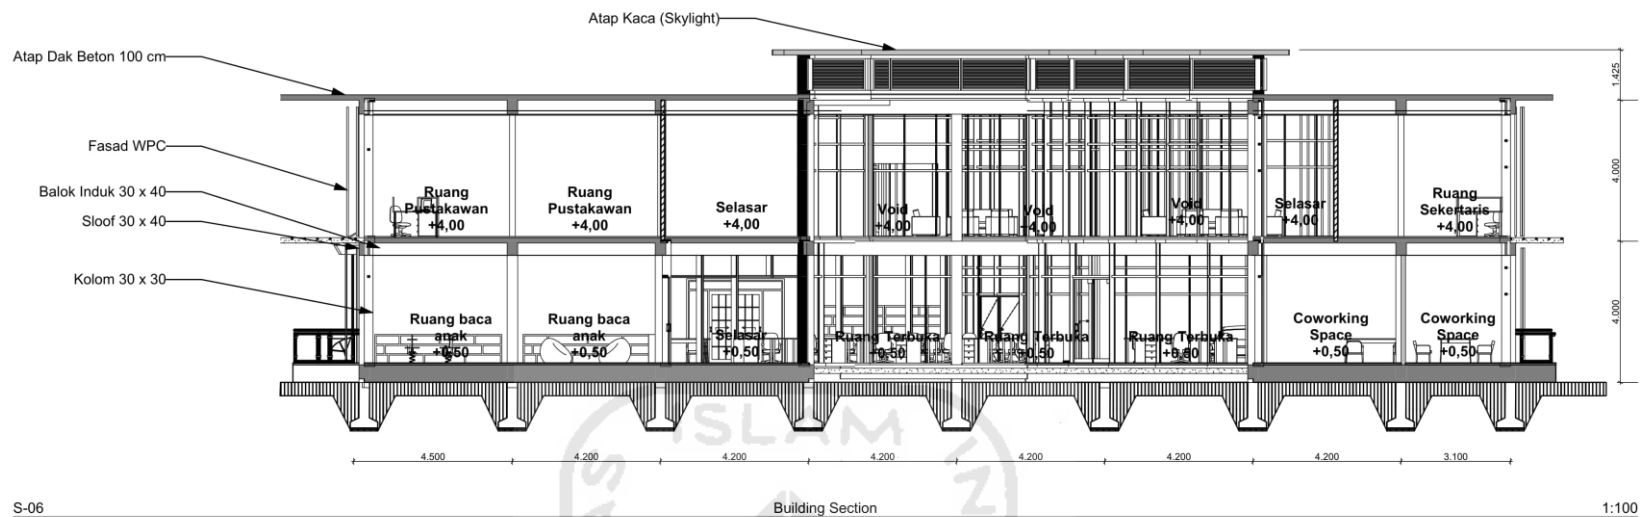 Atap Kaca (Skylight)
Atap Dak Beton 100 cm
1.425
Fasad WPC
4.000
Balok Induk 30 x 40
Sloof 30 x 40
Ruang
Pustakawan
+4,00
Ruang
Pustakawan
+4,00
Selasar
+4,00
Void
+4,00
Void
+4,00
Void
+4,00
Selasar
+4,00
Ruang
Sekertaris
+4,00
Kolom 30 x 30
4.000
Ruang baca
anak
+0,50
Ruang baca
anak
+0,50
Selasar
+0,50
Ruang Terbuka
+0,50
Ruang Terbuka
+0,50
Ruang Terbuka
+0,50
Coworking
Space
+0,50
Coworking
Space
+0,50
ISLAM
4.500
4.200
4.200
4.200
4.200
4.200
4.200
3.100
S-06
Building Section
1:100